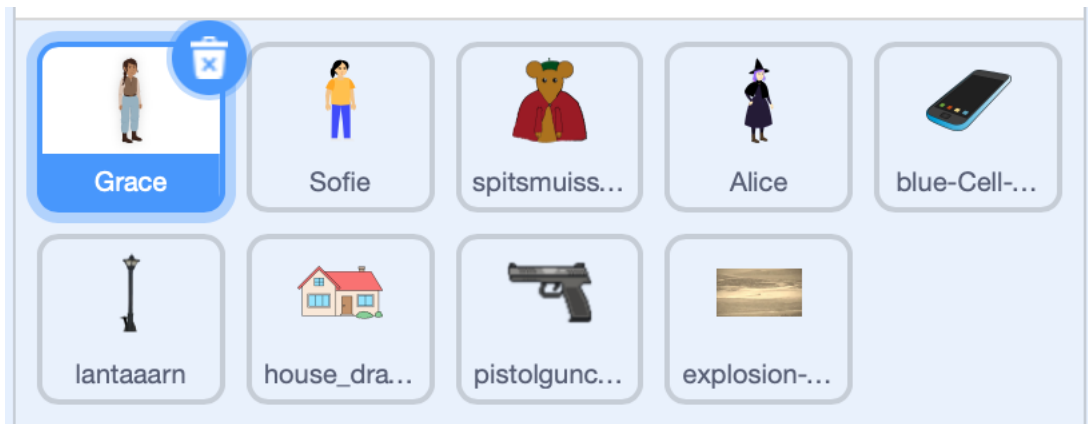 Grace
Sofie
spitsmuiss...
Alice
blue-Cell-...
lantaaarn
house_dra...
pistolgunc...
explosion-...